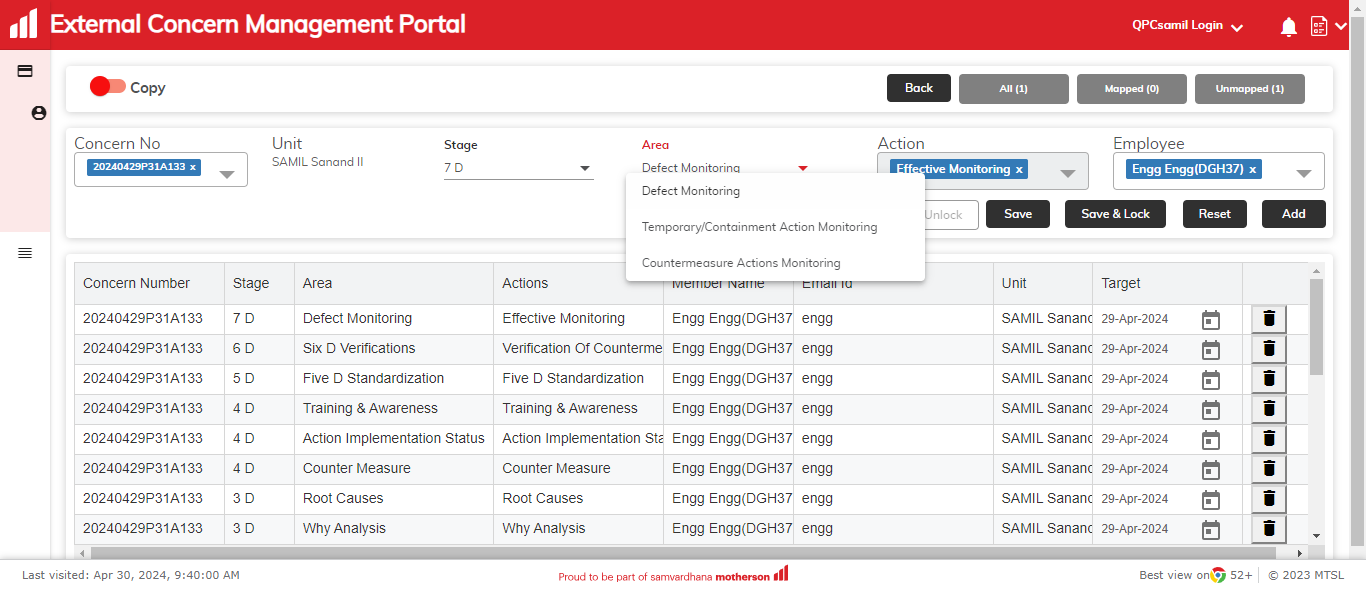 External Concern Management Portal
QPCsamil Login
Copy
Back
All (1)
Mapped (0)
Unmapped (1)
Concern No
Unit
Stage
Area
Action
Employee
20240429P31A133 x
SAMIL Sanand II
7 D
Defect Monitoring
Effective Monitoring x
Engg Engg(DGH37) x
Defect Monitoring
Temporary/Containment Action Monitoring
Countermeasure Actions Monitoring
Unlock
Save
Save & Lock
Reset
Add
Concern Number Stage Area Actions Member Name Email Id Unit Target
20240429P31A133 7 D Defect Monitoring Effective Monitoring Engg Engg(DGH37 engg SAMIL Sanand 29-Apr-2024
20240429P31A133 6 D Six D Verifications Verification Of Counterme Engg Engg(DGH37 engg SAMIL Sanand 29-Apr-2024
20240429P31A133 5 D Five D Standardization Five D Standardization Engg Engg(DGH37 engg SAMIL Sanand 29-Apr-2024
20240429P31A133 4 D Training & Awareness Training & Awareness Engg Engg(DGH37 engg SAMIL Sanand 29-Apr-2024
20240429P31A133 4 D Action Implementation Status Action Implementation Sta Engg Engg(DGH37 engg SAMIL Sanand 29-Apr-2024
20240429P31A133 4 D Counter Measure Counter Measure Engg Engg(DGH37 engg SAMIL Sanand 29-Apr-2024
20240429P31A133 3 D Root Causes Root Causes Engg Engg(DGH37 engg SAMIL Sanand 29-Apr-2024
20240429P31A133 3 D Why Analysis Why Analysis Engg Engg(DGH37 engg SAMIL Sanand 29-Apr-2024
Last visited: Apr 30, 2024, 9:40:00 AM
Proud to be part of samvardhana motherson
Best view on 52+
© 2023 MTSL